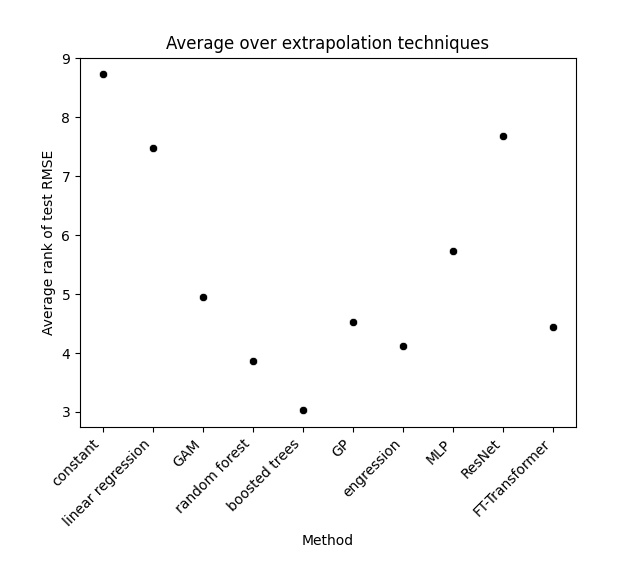 Average over extrapolation techniques
Average rank of test RMSE
9
8
7
6
5
4
3
constant
linear regression
GAM
random forest
boosted trees
GP
engression
MLP
ResNet
FT-Transformer
Method